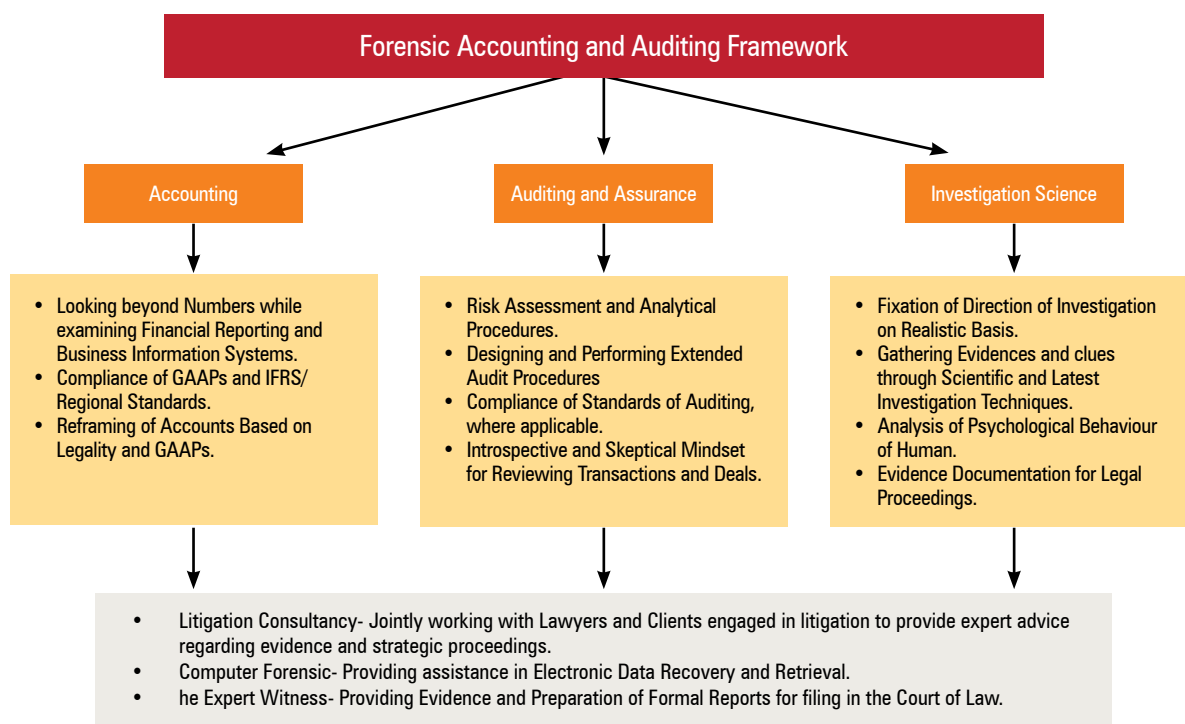 Forensic Accounting and Auditing Framework
Accounting
Auditing and Assurance
Investigation Science
• Looking beyond Numbers while
examining Financial Reporting and
Business Information Systems.
• Compliance of GAAPs and IFRS/
Regional Standards.
• Reframing of Accounts Based on
Legality and GAAPs.
• Risk Assessment and Analytical
Procedures.
• Designing and Performing Extended
Audit Procedures
• Compliance of Standards of Auditing,
where applicable.
• Introspective and Skeptical Mindset
for Reviewing Transactions and Deals.
• Fixation of Direction of Investigation
on Realistic Basis.
• Gathering Evidences and clues
through Scientific and Latest
Investigation Techniques.
• Analysis of Psychological Behaviour
of Human.
• Evidence Documentation for Legal
Proceedings.
• Litigation Consultancy- Jointly working with Lawyers and Clients engaged in litigation to provide expert advice
regarding evidence and strategic proceedings.
• Computer Forensic- Providing assistance in Electronic Data Recovery and Retrieval.
• he Expert Witness- Providing Evidence and Preparation of Formal Reports for filing in the Court of Law.